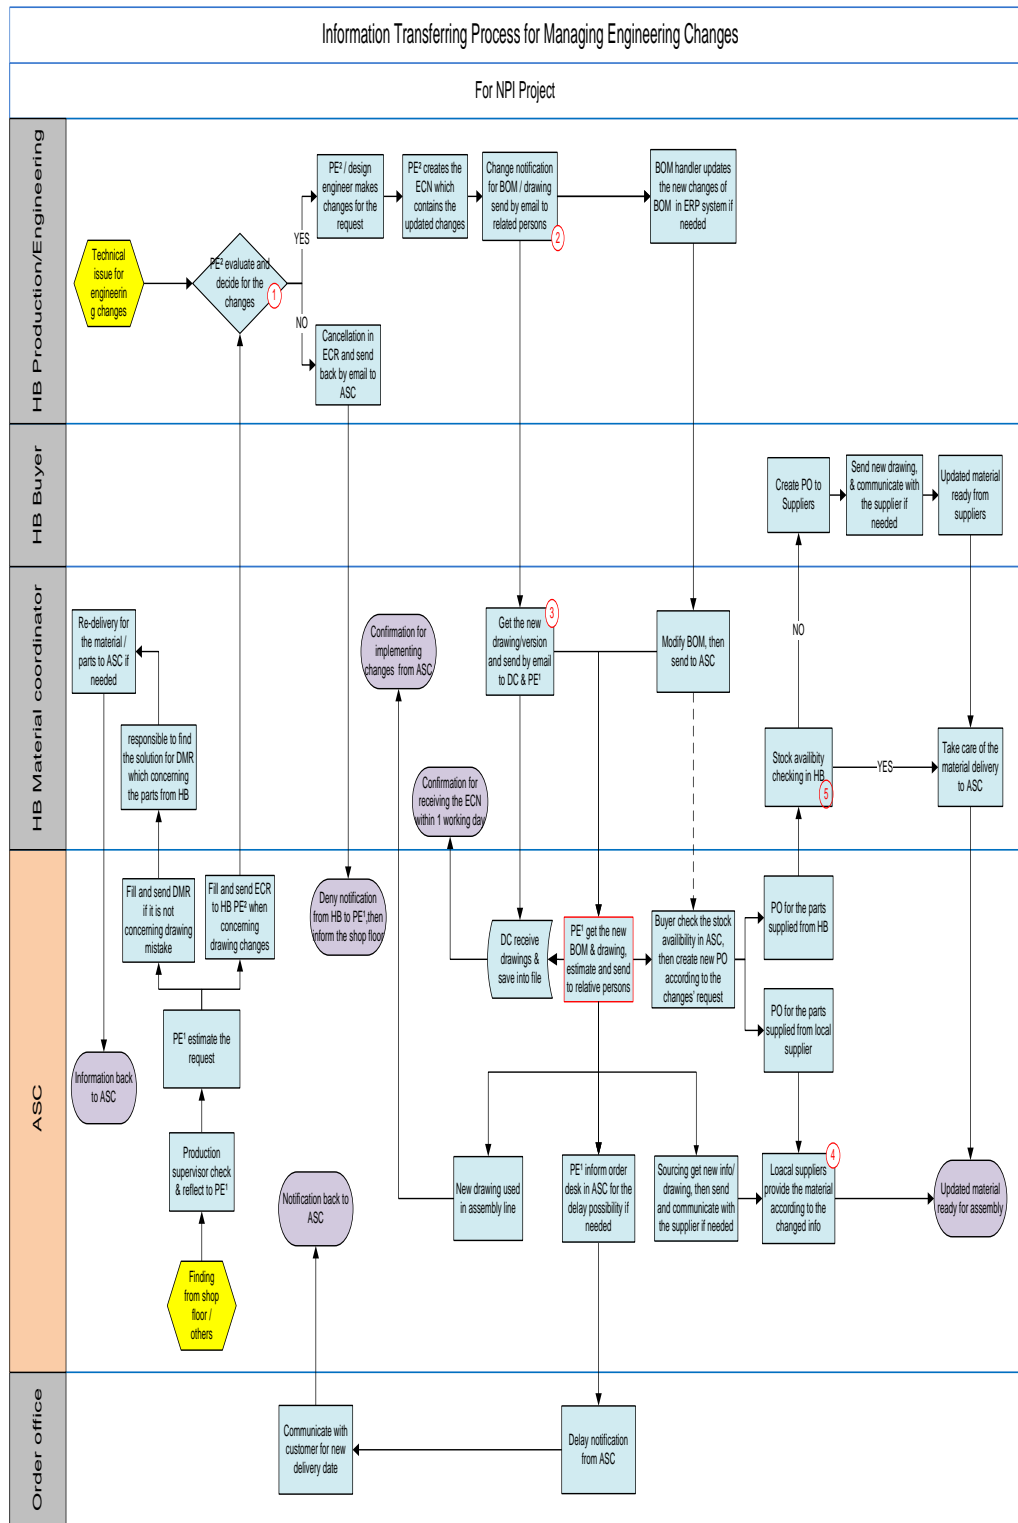 Information Transferring Process for Managing Engineering Changes
For NPI Project
HB Production/Engineering
Technical
issue for
engineerin
g changes
PE² evaluate and
decide for the
changes
1
YES
NO
PE² / design
engineer makes
changes for the
request
PE² creates the
ECN which
contains the
updated changes
Change notification
for BOM / drawing
send by email to
related persons
2
BOM handler updates
the new changes of
BOM in ERP system if
needed
Cancellation in
ECR and send
back by email to
ASC
HB Buyer
Create PO to
Suppliers
Send new drawing,
& communicate with
the supplier if
needed
Updated material
ready from
suppliers
HB Material coordinator
Re-delivery for
the material /
parts to ASC if
needed
responsible to find
the solution for DMR
which concerning
the parts from HB
Confirmation for
implementing
changes from ASC
Confirmation for
receiving the ECN
within 1 working day
Get the new
drawing/version
and send by email
to DC & PE¹
3
Modify BOM, then
send to ASC
NO
Stock availibity
checking in HB
5
YES
Take care of the
material delivery
to ASC
ASC
Fill and send DMR
if it is not
concerning drawing
mistake
Fill and send ECR
to HB PE² when
concerning
drawing changes
Deny notification
from HB to PE¹,then
inform the shop floor
DC receive
drawings &
save into file
PE¹ get the new
BOM & drawing,
estimate and send
to relative persons
Buyer check the stock
availibility in ASC,
then create new PO
according to the
changes' request
PO for the parts
supplied from HB
PO for the parts
supplied from local
supplier
PE¹ estimate the
request
Information back
to ASC
Production
supervisor check
& reflect to PE¹
Notification back to
ASC
New drawing used
in assembly line
PE¹ inform order
desk in ASC for the
delay possibility if
needed
Sourcing get new info/
drawing, then send
and communicate with
the supplier if needed
Loacal suppliers
provide the material
according to the
changed info
4
Updated material
ready for assembly
Finding
from shop
floor /
others
Order office
Communicate with
customer for new
delivery date
Delay notification
from ASC